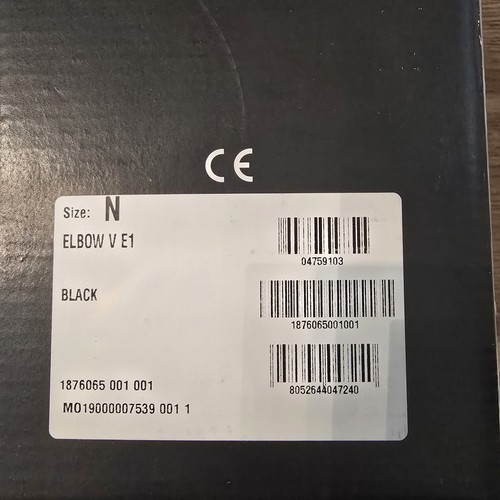 CE
Size: N
ELBOW V E1
04759103
BLACK
1876065001001
1876065 001 001
8052644047240
MO19000007539 001 1